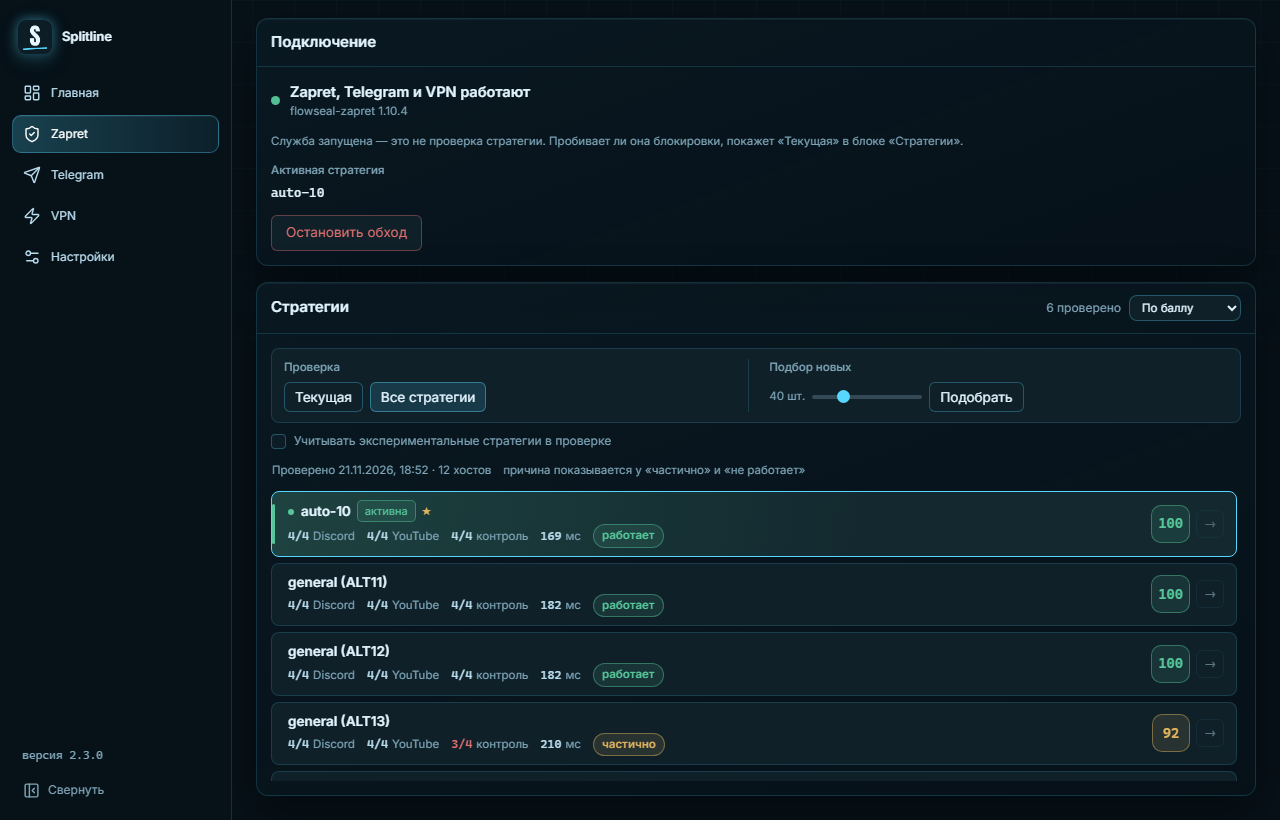 Splitline
Главная
Zapret
Telegram
VPN
Настройки
версия 2.3.0
Свернуть
Подключение
Zapret, Telegram и VPN работают
flowseal-zapret 1.10.4
Служба запущена — это не проверка стратегии. Пробивает ли она блокировки, покажет «Текущая» в блоке «Стратегии».
Активная стратегия
auto-10
Остановить обход
Стратегии
6 проверено
По баллу
Проверка
Текущая
Все стратегии
Подбор новых
40 шт.
Подобрать
Учитывать экспериментальные стратегии в проверке
Проверено 21.11.2026, 18:52 · 12 хостов причина показывается у «частично» и «не работает»
auto-10 активна ★
4/4 Discord 4/4 YouTube 4/4 контроль 169 мс работает
100 →
general (ALT11)
4/4 Discord 4/4 YouTube 4/4 контроль 182 мс работает
100 →
general (ALT12)
4/4 Discord 4/4 YouTube 4/4 контроль 182 мс работает
100 →
general (ALT13)
4/4 Discord 4/4 YouTube 3/4 контроль 210 мс частично
92 →